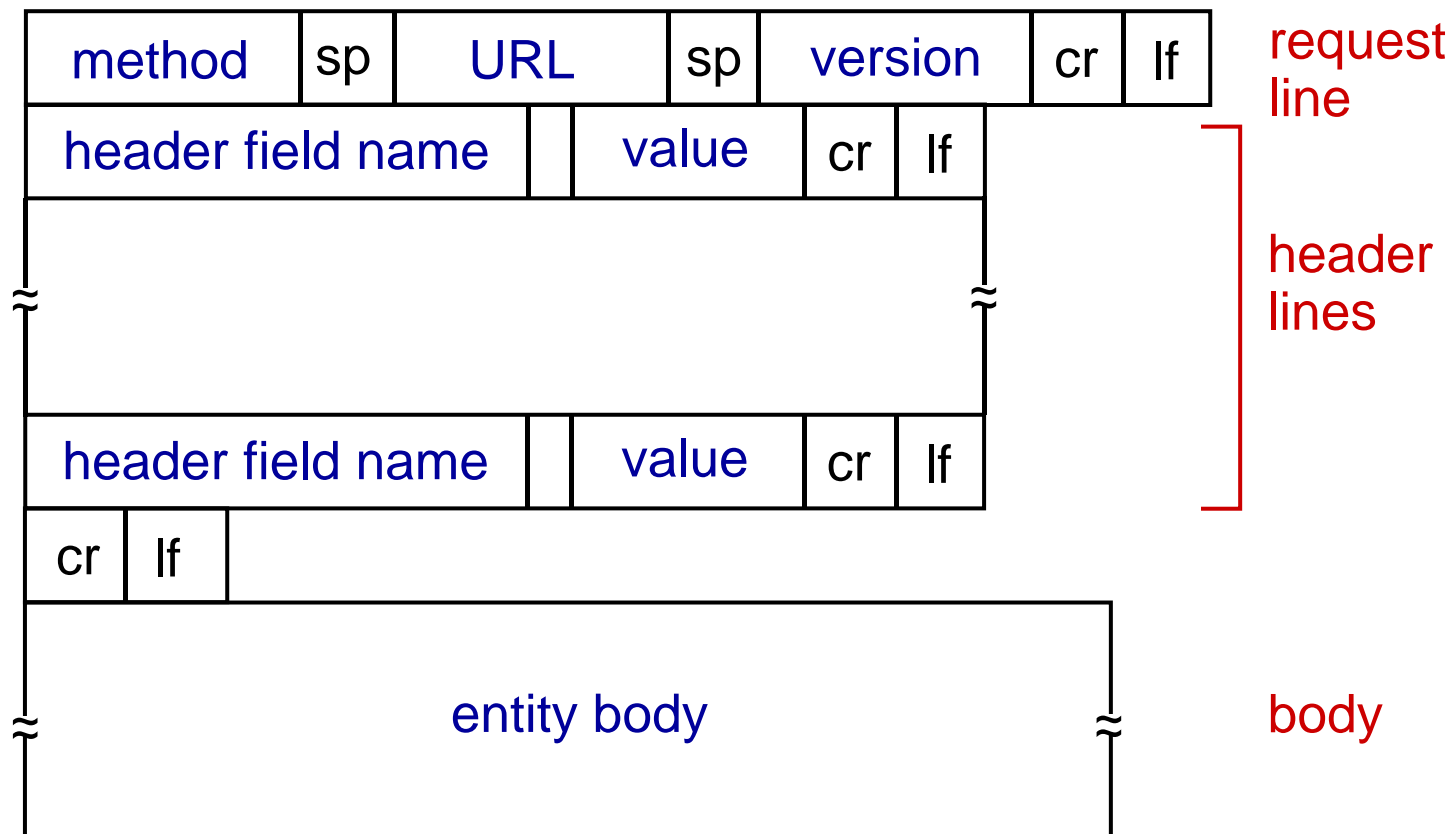 method sp URL sp version cr lf request line
header field name value cr lf
header lines
header field name value cr lf
cr lf
entity body body